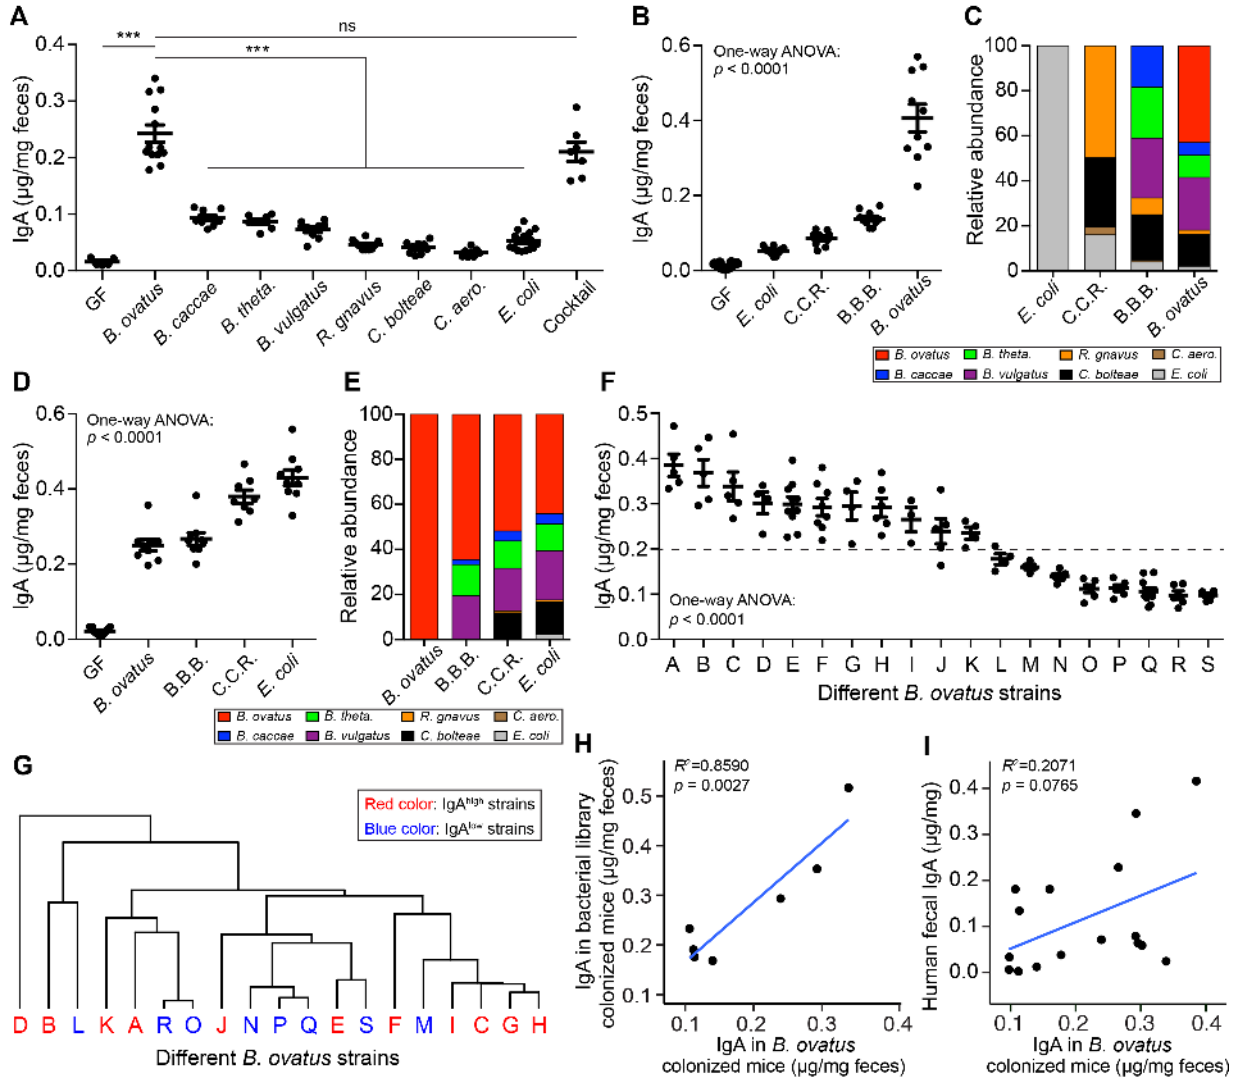 A
***
ns
***
IgA (µg/mg feces)
0.4
0.3
0.2
0.1
0.0
GF
B. ovatus
B. caccae
B. theta.
B. vulgatus
R. gnavus
C. bolteae
C. aero.
E. coli
Cocktail
B
One-way ANOVA:
p < 0.0001
IgA (µg/mg feces)
0.6
0.4
0.2
0.0
GF
E. coli
C.C.R.
B.B.B.
B. ovatus
C
Relative abundance
100
80
60
40
20
0
E. coli
C.C.R.
B.B.B.
B. ovatus
B. ovatus
B. theta.
R. gnavus
C. aero.
B. caccae
B. vulgatus
C. bolteae
E. coli
D
One-way ANOVA:
p < 0.0001
IgA (µg/mg feces)
0.6
0.4
0.2
0.0
GF
B. ovatus
B.B.B.
C.C.R.
E. coli
E
Relative abundance
100
80
60
40
20
0
B. ovatus
B.B.B.
C.C.R.
E. coli
B. ovatus
B. theta.
R. gnavus
C. aero.
B. caccae
B. vulgatus
C. bolteae
E. coli
F
IgA (µg/mg feces)
0.5
0.4
0.3
0.2
0.1
0.0
One-way ANOVA:
p < 0.0001
A B C D E F G H I J K L M N O P Q R S
Different B. ovatus strains
G
Red color: IgAhigh strains
Blue color: IgAlow strains
D B L K A R O J N P Q E S F M I C G H
Different B. ovatus strains
H
R²=0.8590
p = 0.0027
IgA in bacterial library
colonized mice (µg/mg feces)
0.5
0.4
0.3
0.2
0.1
0.1 0.2 0.3 0.4
IgA in B. ovatus
colonized mice (µg/mg feces)
I
R²=0.2071
p = 0.0765
Human fecal IgA (µg/mg)
0.4
0.3
0.2
0.1
0.0
0.1 0.2 0.3 0.4
IgA in B. ovatus
colonized mice (µg/mg feces)